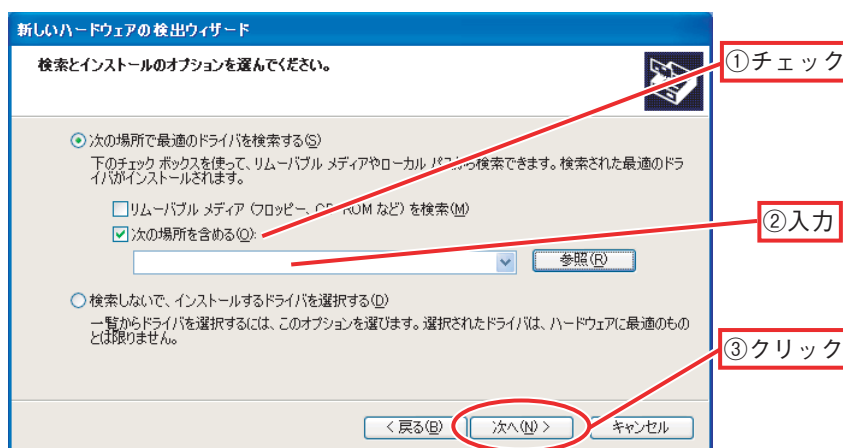 新しいハードウェアの検出ウィザード
検索とインストールのオプションを選んでください。
①チェック
次の場所で最適のドライバを検索する(S)
下のチェック ボックスを使って、リムーバブル メディアやローカル パスから検索できます。検索された最適のドラ
イバがインストールされます。
リムーバブル メディア (フロッピー、CD-ROM など) を検索(M)
次の場所を含める(O):
②入力
参照(R)
検索しないで、インストールするドライバを選択する(D)
一覧からドライバを選択するには、このオプションを選びます。選択されたドライバは、ハードウェアに最適のもの
とは限りません。
③クリック
< 戻る(B)
次へ(N) >
キャンセル